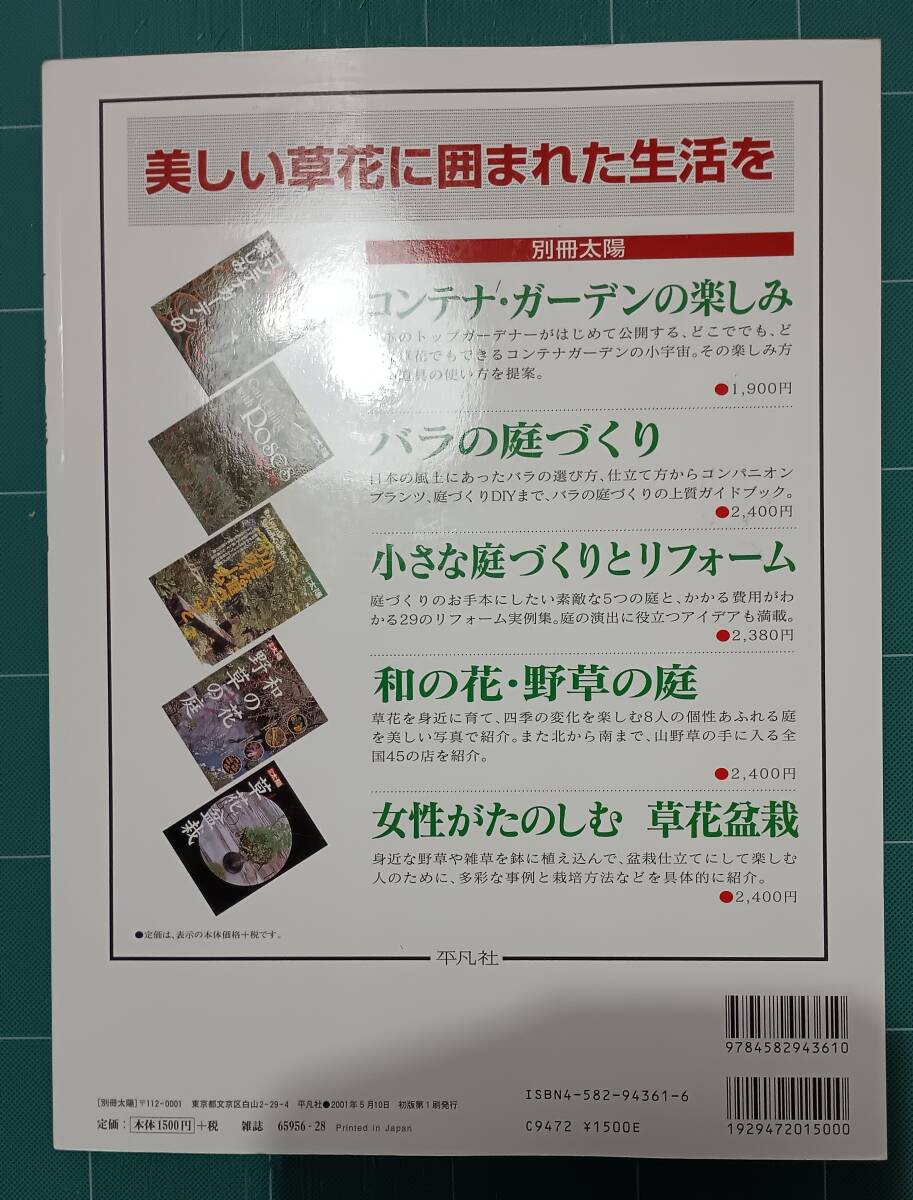 美しい草花に囲まれた生活を
別冊太陽
コンテナ・ガーデンの楽しみ
のトップガーデナーがはじめて公開する、どこででも、ど
草花でもできるコンテナガーデンの小宇宙。その楽しみ方
道具の使い方を提案。
●1,900円
バラの庭づくり
日本の風土にあったバラの選び方、仕立て方からコンパニオン
プランツ、庭づくりDIYまで、バラの庭づくりの上質ガイドブック。
●2,400円
小さな庭づくりとリフォーム
庭づくりのお手本にしたい素敵な5つの庭と、かかる費用がわ
かる29のリフォーム実例集。庭の演出に役立つアイデアも満載。
●2,380円
和の花・野草の庭
草花を身近に育て、四季の変化を楽しむ8人の個性あふれる庭
を美しい写真で紹介。また北から南まで、山野草の手に入る全
国45の店を紹介。
●2,400円
女性がたのしむ 草花盆栽
身近な野草や雑草を鉢に植え込んで、盆栽仕立てにして楽しむ
人のために、多彩な事例と栽培方法などを具体的に紹介。
●2,400円
Roses
和の花
野草の庭
草花盆栽
●定価は、表示の本体価格+税です。
平凡社
9784582943610
[別冊太陽]〒112-0001 東京都文京区白山2-29-4 平凡社●2001年5月10日 初版第1刷発行
定価:本体1500円+税 雑誌 65956-28 Printed in Japan
ISBN4-582-94361-6
C9472 ¥1500E
1929472015000